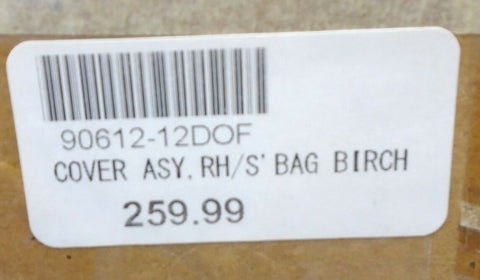 90612-12DOF
COVER ASY,RH/S'BAG BIRCH
259.99